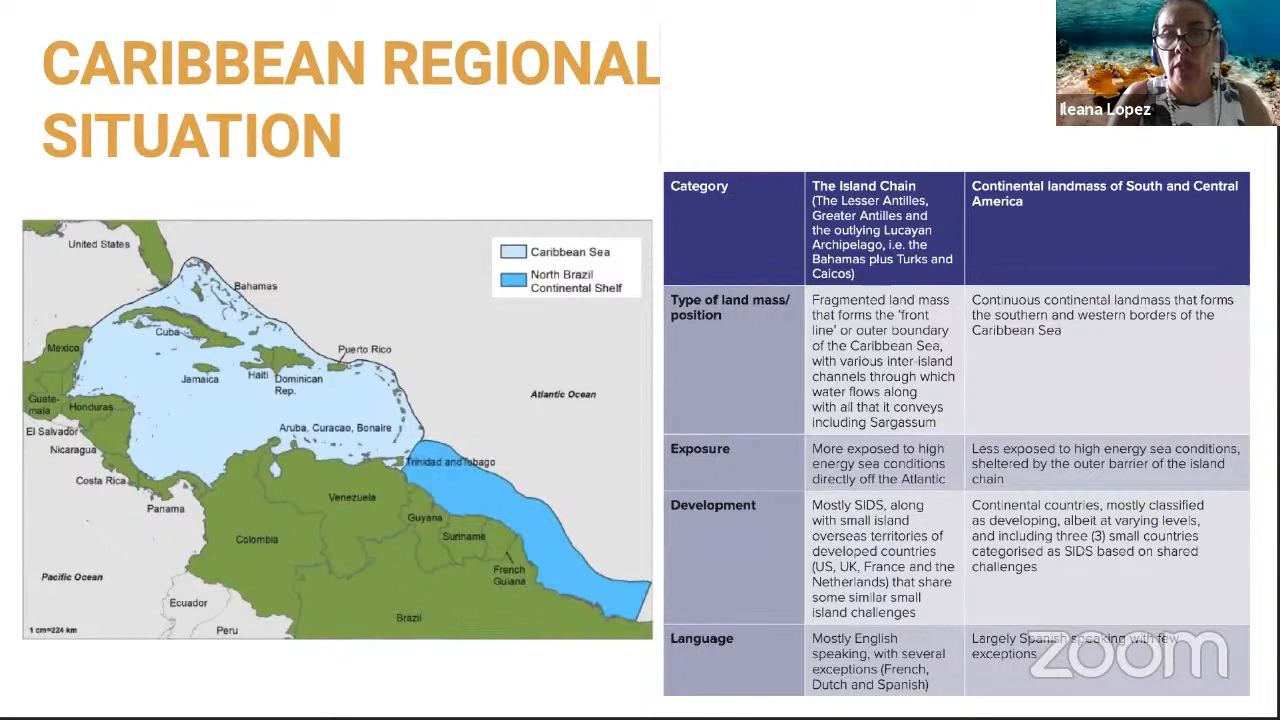 CARIBBEAN REGIONAL
SITUATION
Ileana Lopez
United States
Bahamas
Cuba
Mexico
Puerto Rico
Jamaica
Haiti
Dominican
Rep.
Atlantic Ocean
Guate-
mala
Honduras
El Salvador
Nicaragua
Aruba, Curacao, Bonaire
Costa Rica
Trinidad and Tobago
Panama
Venezuela
Guyana
Colombia
Suriname
French
Guiana
Pacific Ocean
Ecuador
Brazil
Peru
1 cm=224 km
Caribbean Sea
North Brazil
Continental Shelf
Category
The Island Chain
(The Lesser Antilles,
Greater Antilles and
the outlying Lucayan
Archipelago, i.e. the
Bahamas plus Turks and
Caicos)
Continental landmass of South and Central
America
Type of land mass/
position
Fragmented land mass
that forms the ‘front
line’ or outer boundary
of the Caribbean Sea,
with various inter-island
channels through which
water flows along
with all that it conveys
including Sargassum
Continuous continental landmass that forms
the southern and western borders of the
Caribbean Sea
Exposure
More exposed to high
energy sea conditions
directly off the Atlantic
Less exposed to high energy sea conditions,
sheltered by the outer barrier of the island
chain
Development
Mostly SIDS, along
with small island
overseas territories of
developed countries
(US, UK, France and the
Netherlands) that share
some similar small
island challenges
Continental countries, mostly classified
as developing, albeit at varying levels,
and including three (3) small countries
categorised as SIDS based on shared
challenges
Language
Mostly English
speaking, with several
exceptions (French,
Dutch and Spanish)
Largely Spanish speaking with few
exceptions
zoom